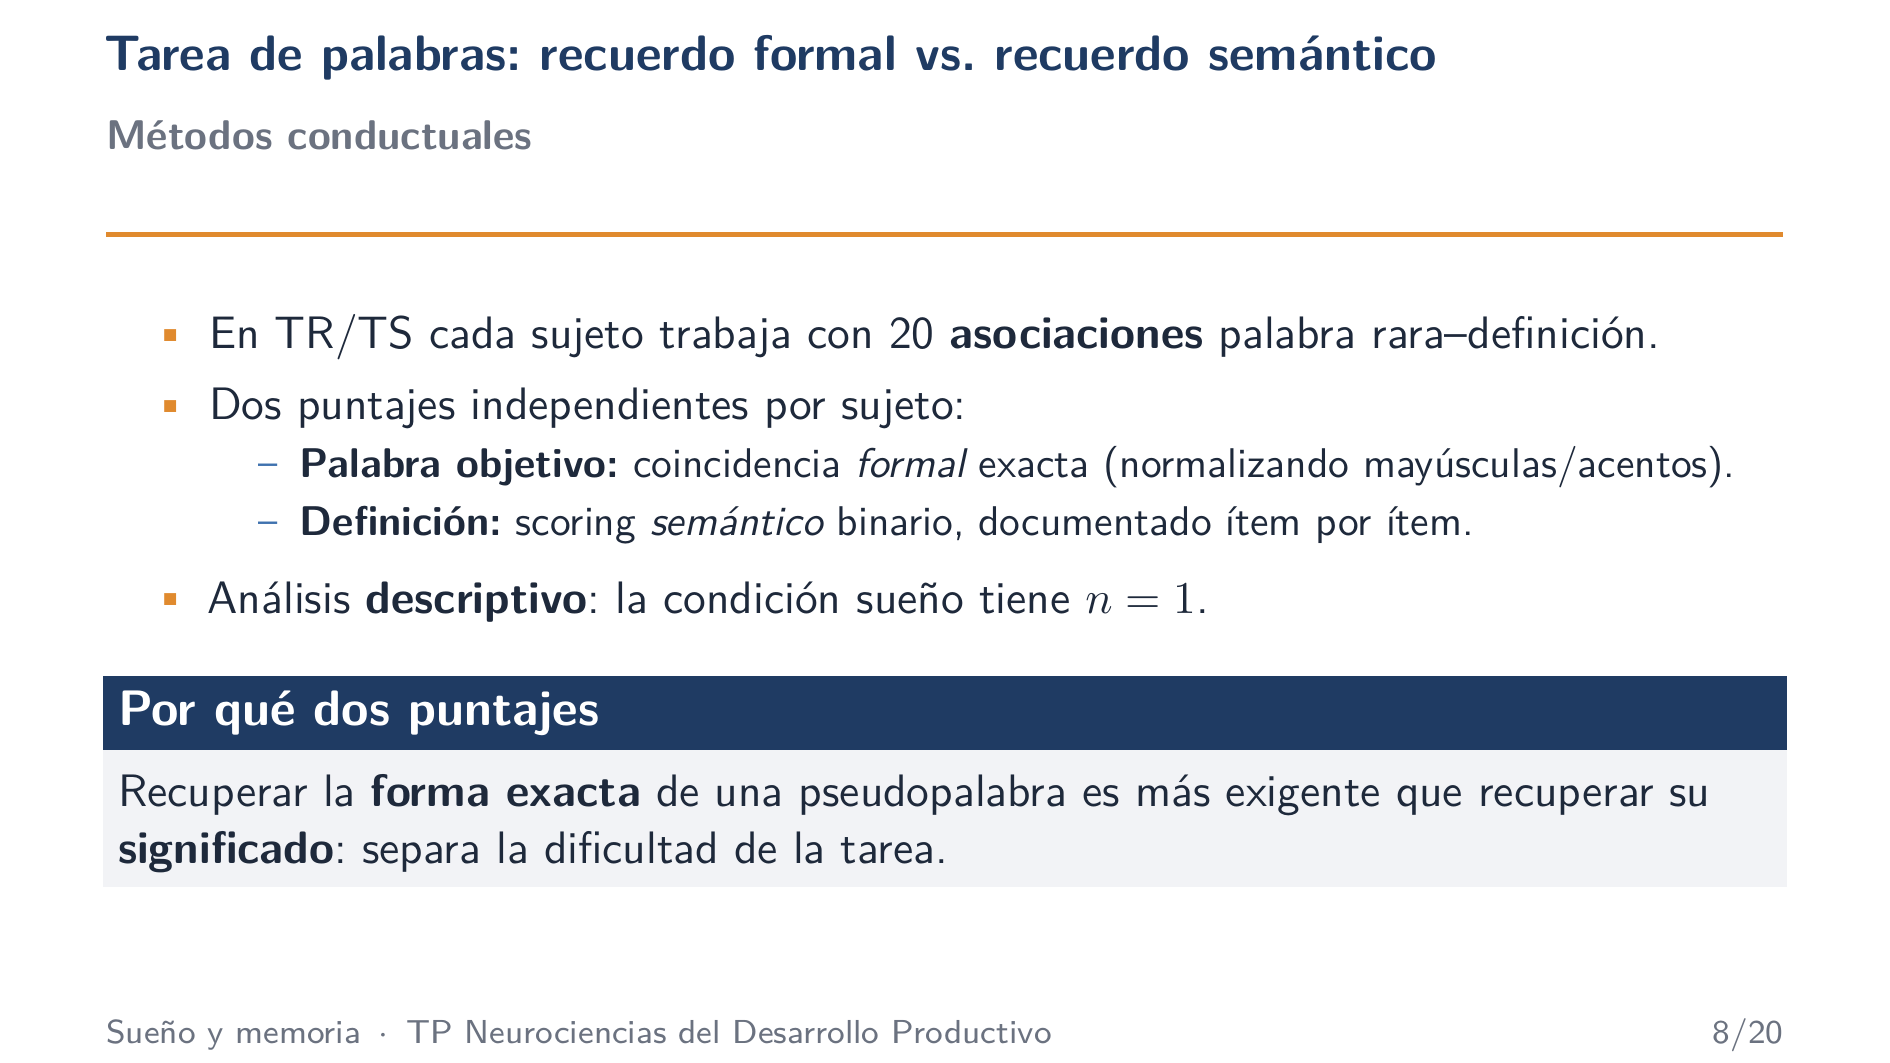 Tarea de palabras: recuerdo formal vs. recuerdo semántico
Métodos conductuales
▪ En TR/TS cada sujeto trabaja con 20 asociaciones palabra rara–definición.
▪ Dos puntajes independientes por sujeto:
– Palabra objetivo: coincidencia formal exacta (normalizando mayúsculas/acentos).
– Definición: scoring semántico binario, documentado ítem por ítem.
▪ Análisis descriptivo: la condición sueño tiene n = 1.
Por qué dos puntajes
Recuperar la forma exacta de una pseudopalabra es más exigente que recuperar su
significado: separa la dificultad de la tarea.
Sueño y memoria · TP Neurociencias del Desarrollo Productivo
8/20